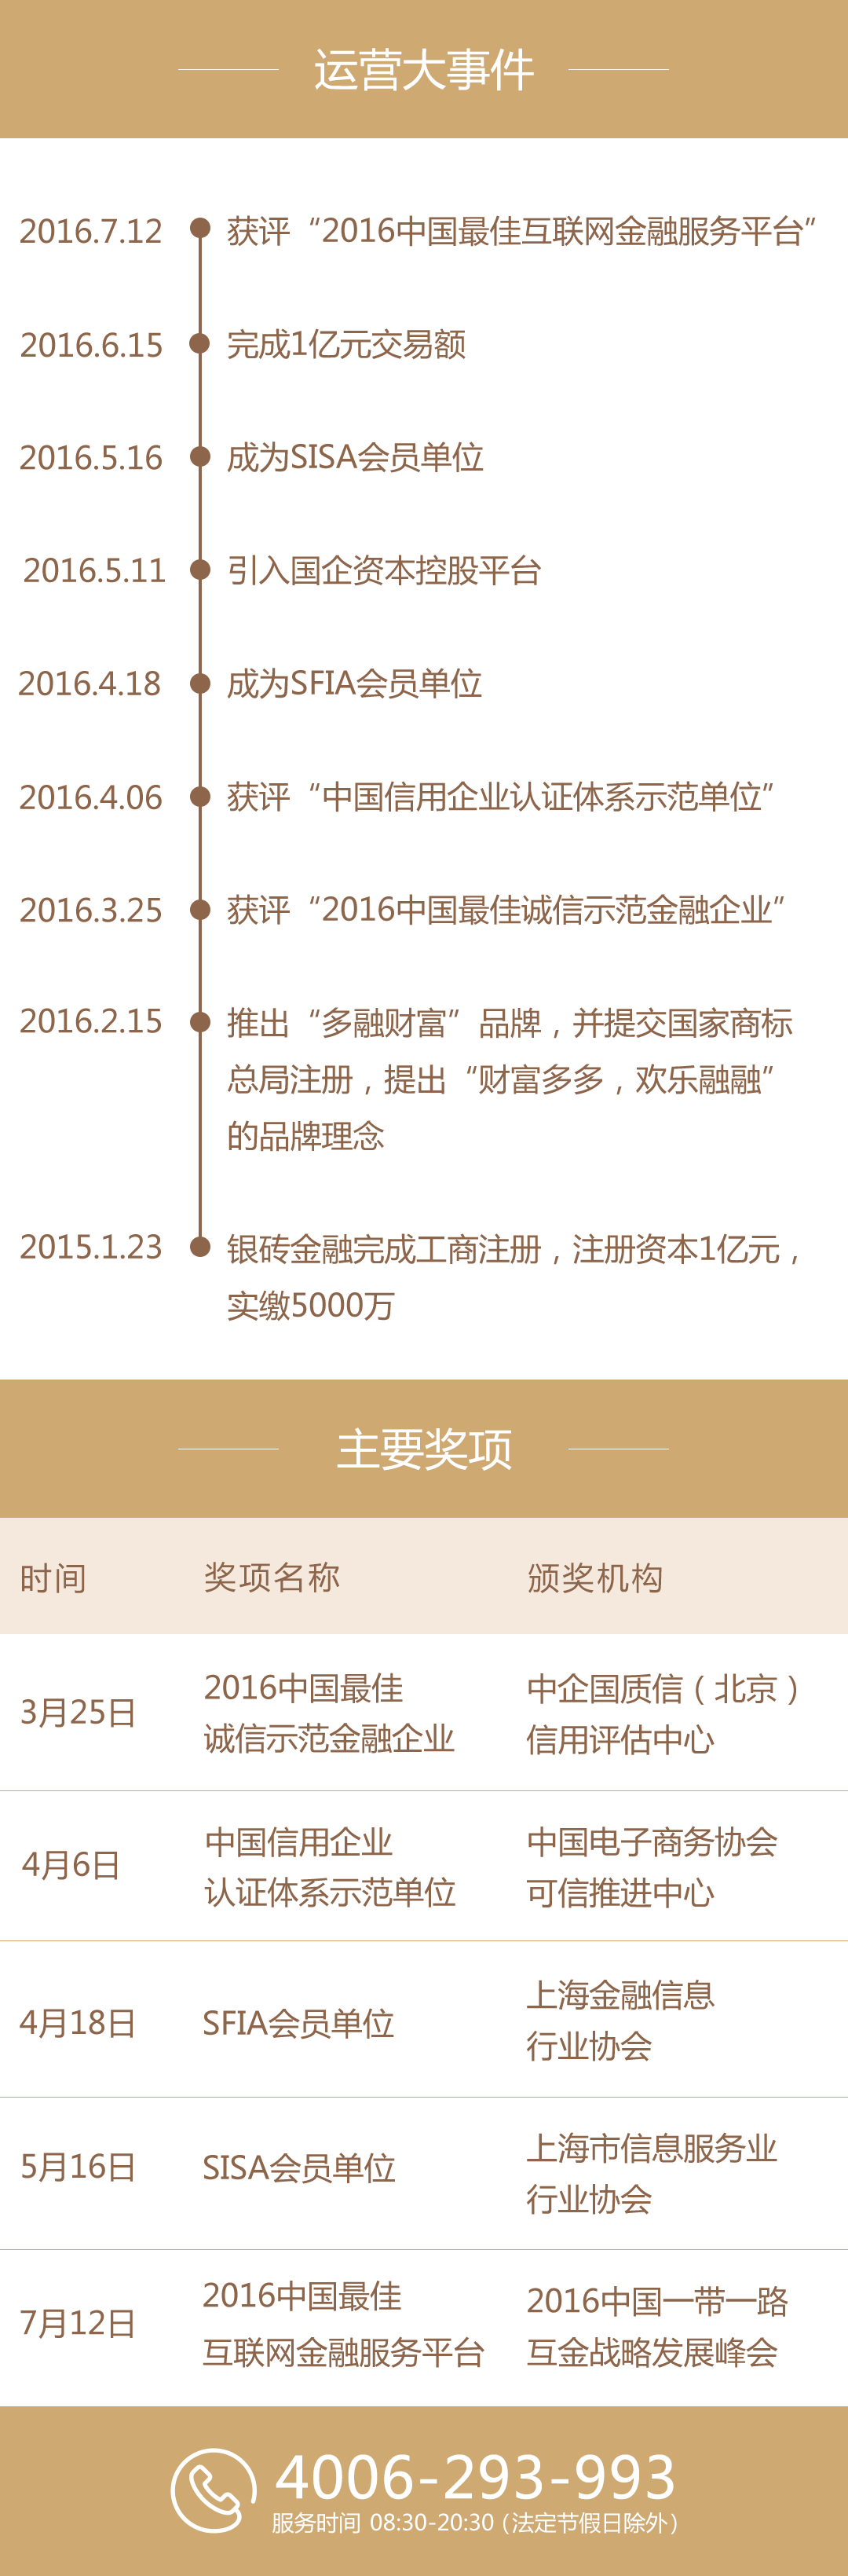 运营大事件
2016.7.12 获评“2016中国最佳互联网金融服务平台”
2016.6.15 完成1亿元交易额
2016.5.16 成为SISA会员单位
2016.5.11 引入国企资本控股平台
2016.4.18 成为SFIA会员单位
2016.4.06 获评“中国信用企业认证体系示范单位”
2016.3.25 获评“2016中国最佳诚信示范金融企业”
2016.2.15 推出“多融财富”品牌，并提交国家商标
总局注册，提出“财富多多，欢乐融融”
的品牌理念
2015.1.23 银砖金融完成工商注册，注册资本1亿元，
实缴5000万
主要奖项
时间 奖项名称 颁奖机构
3月25日
2016中国最佳
诚信示范金融企业
中企国质信（北京）
信用评估中心
4月6日
中国信用企业
认证体系示范单位
中国电子商务协会
可信推进中心
4月18日
SFIA会员单位
上海金融信息
行业协会
5月16日
SISA会员单位
上海市信息服务业
行业协会
7月12日
2016中国最佳
互联网金融服务平台
2016中国一带一路
互金战略发展峰会
4006-293-993
服务时间 08:30-20:30（法定节假日除外）